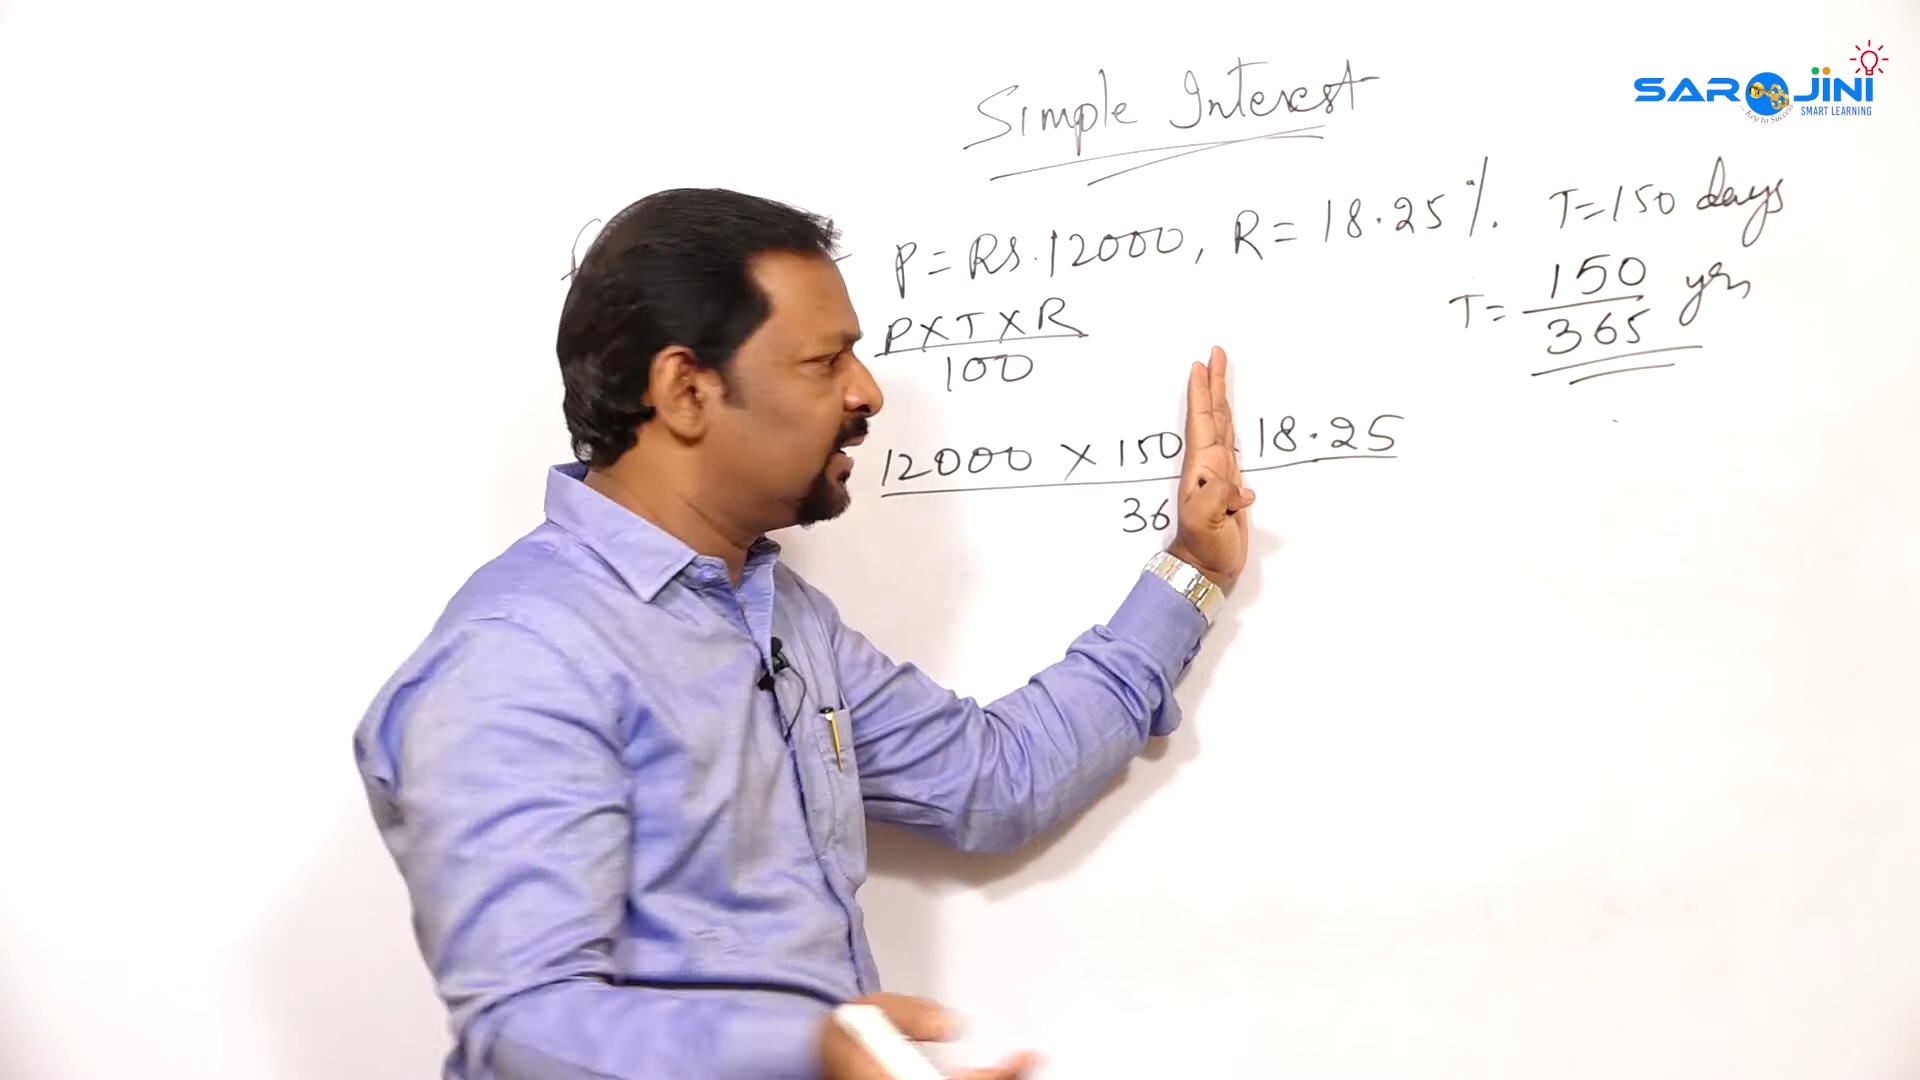 SAROJINI
Key to Success
SMART LEARNING
Simple Interest
P = Rs. 12000, R = 18.25 %. T = 150 days
T = 150 yrs
365
P X T X R
100
12000 X 150 18.25
36